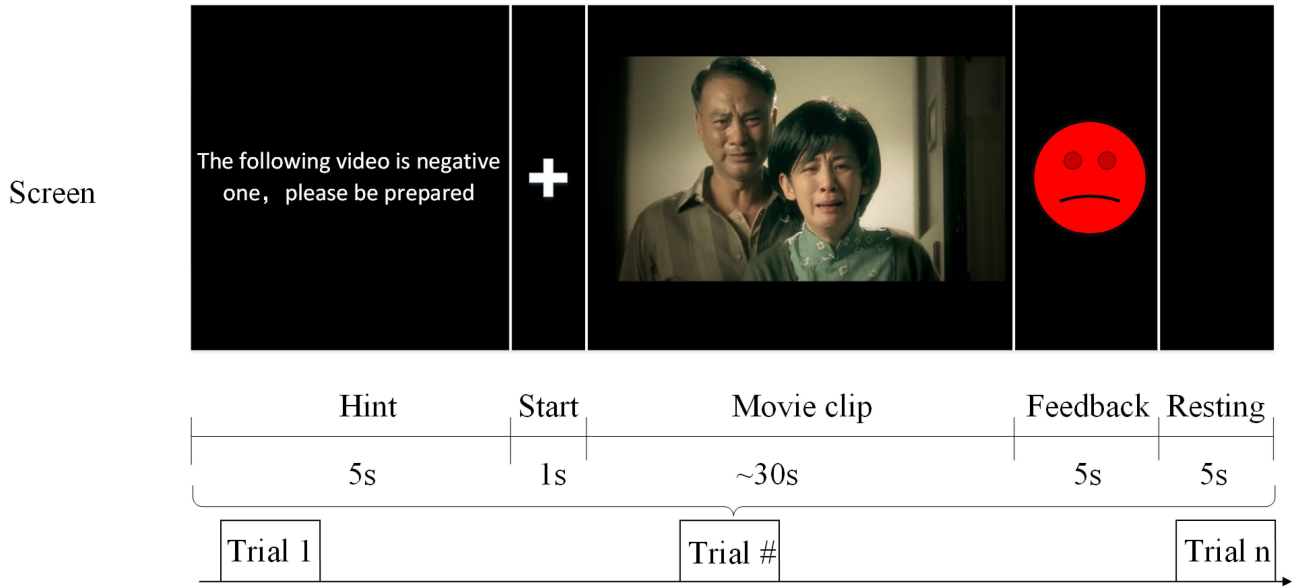 The following video is negative
one，please be prepared
Screen
Hint
Start
Movie clip
Feedback
Resting
5s
1s
~30s
5s
5s
Trial 1
Trial #
Trial n